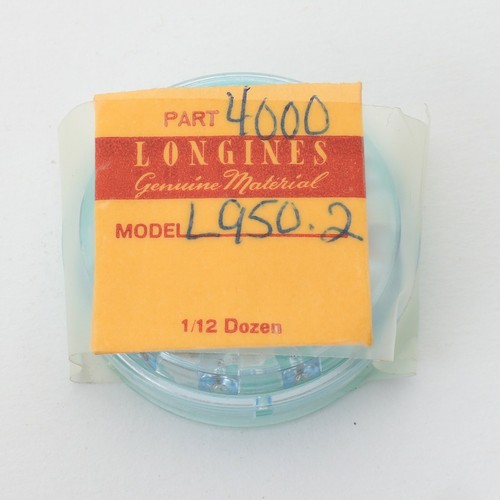 PART 4000
LONGINES
Genuine Material
MODEL L950.2
1/12 Dozen